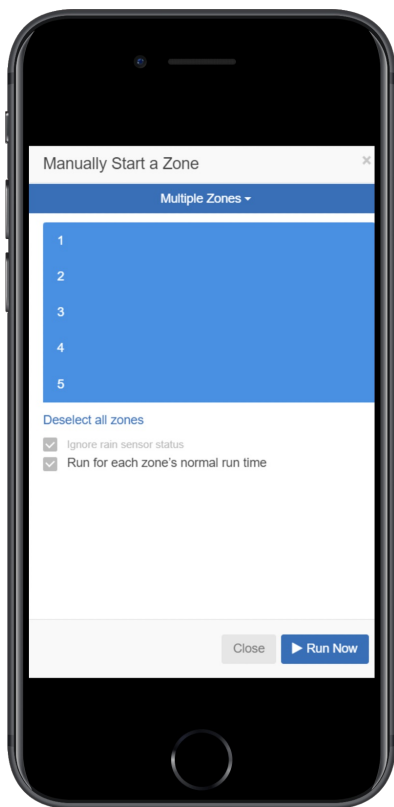 Manually Start a Zone
×
Multiple Zones
1
2
3
4
5
Deselect all zones
Ignore rain sensor status
Run for each zone's normal run time
Close
Run Now